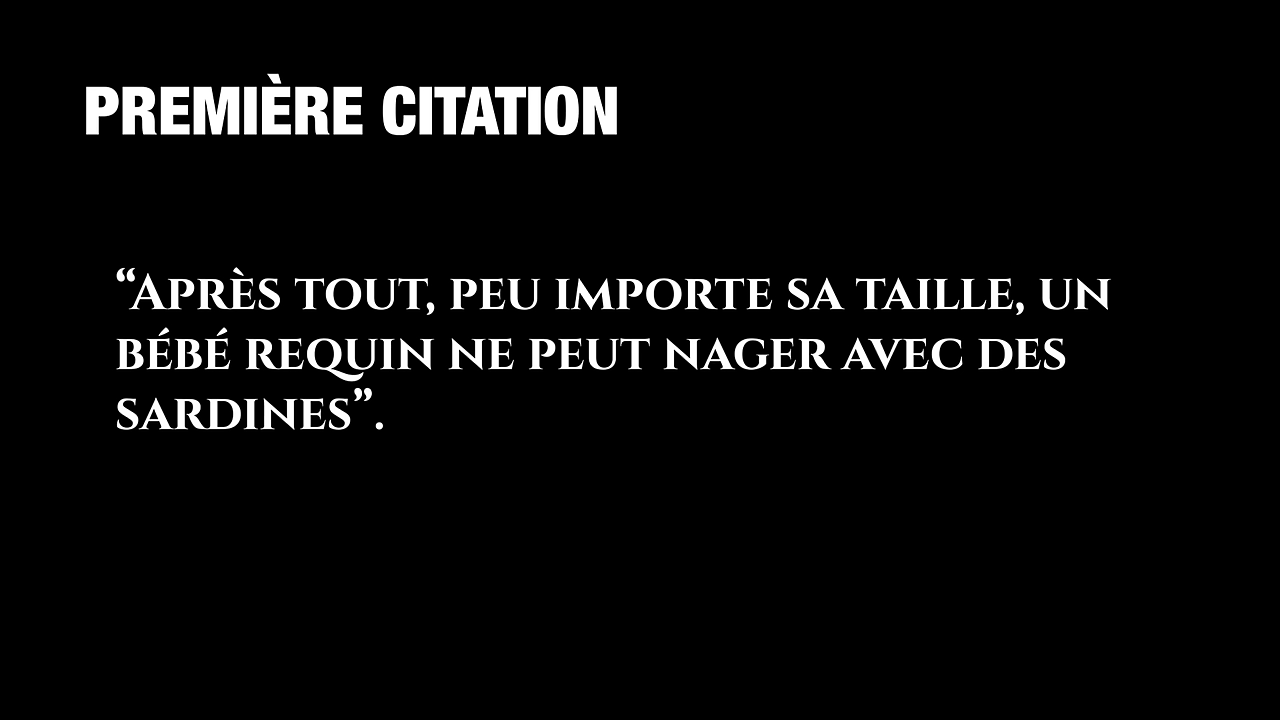 PREMIÈRE CITATION
“Après tout, peu importe sa taille, un
bébé requin ne peut nager avec des
sardines”.